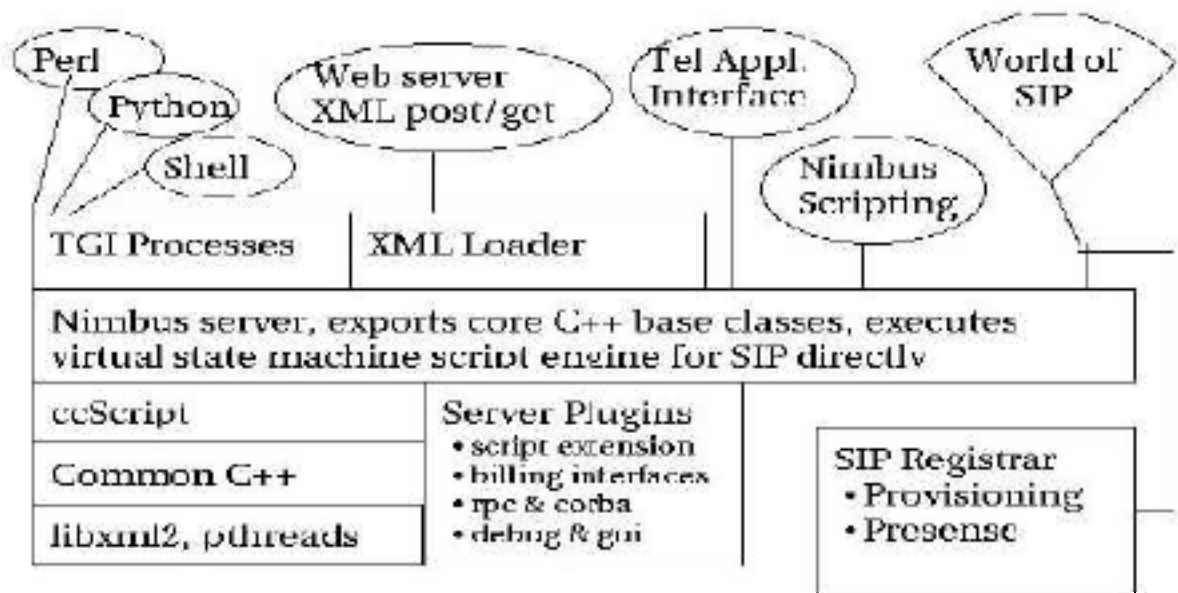 Perl
Python
Shell
Web server
XML post/get
Tel Appl.
Interface
World of
SIP
Nimbus
Scripting
TGI Processes
XML Loader
Nimbus server, exports core C++ base classes, executes
virtual state machine script engine for SIP directly
ccScript
Common C++
libxml2, pthreads
Server Plugins
• script extension
• billing interfaces
• rpc & corba
• debug & gui
SIP Registrar
• Provisioning
• Presense